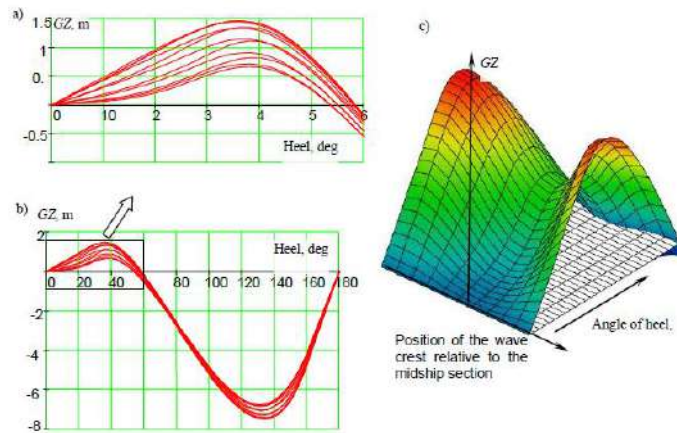 a)
GZ, m
1.5
1
0.
0
10
2
3
4
5
6
-0.5
Heel, deg
b)
GZ, m
2
Heel, deg
0
20
40
60
80
100
120
140
160
-2
-4
-6
-8
c)
GZ
Angle of heel,
Position of the wave
crest relative to the
midship section